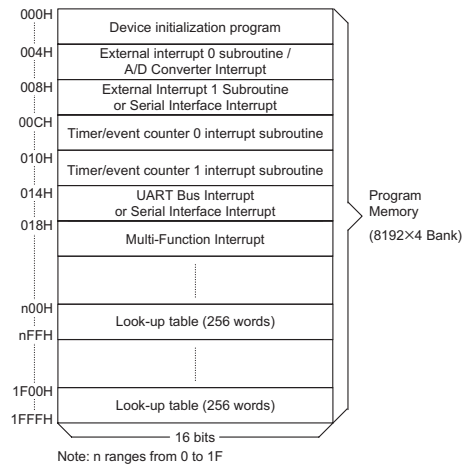 000H
Device initialization program
004H
External interrupt 0 subroutine /
A/D Converter Interrupt
008H
External Interrupt 1 Subroutine
or Serial Interface Interrupt
00CH
Timer/event counter 0 interrupt subroutine
010H
Timer/event counter 1 interrupt subroutine
014H
UART Bus Interrupt
or Serial Interface Interrupt
018H
Multi-Function Interrupt
Program
Memory
(8192×4 Bank)
n00H
Look-up table (256 words)
nFFH
1F00H
Look-up table (256 words)
1FFFH
16 bits
Note: n ranges from 0 to 1F